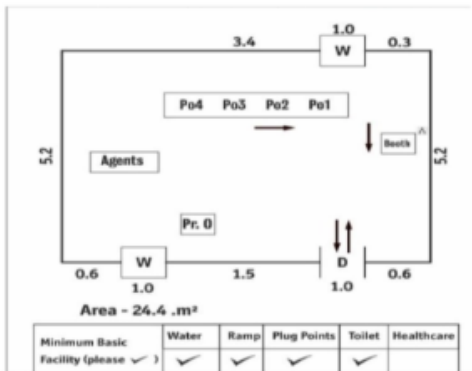 1.0
3.4 W 0.3
Po4 Po3 Po2 Po1
5.2 Booth 5.2
Agents
Pr. O
W D
0.6 1.0 1.5 1.0 0.6
Area - 24.4 .m²
Minimum Basic Facility (please ✓ ) Water Ramp Plug Points Toilet Healthcare
✓ ✓ ✓ ✓